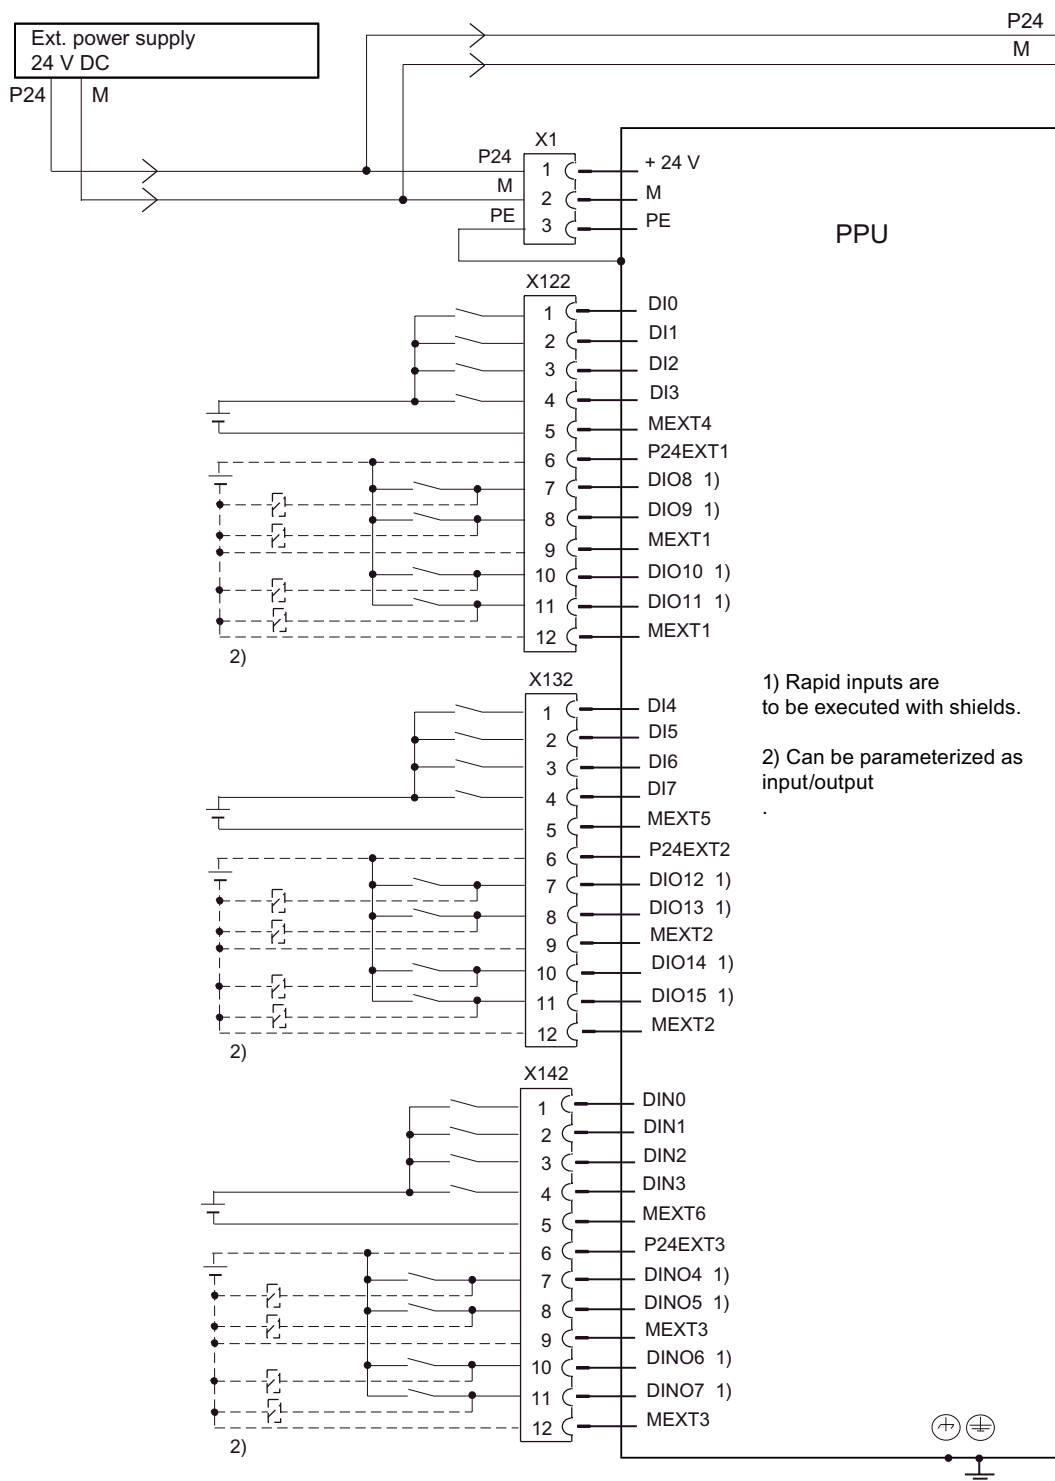 P24
M
Ext. power supply
24 V DC
P24 M
X1
P24 1 + 24 V
M 2 M
PE 3 PE
PPU
X122
1 DI0
2 DI1
3 DI2
4 DI3
5 MEXT4
6 P24EXT1
7 DIO8 1)
8 DIO9 1)
9 MEXT1
10 DIO10 1)
11 DIO11 1)
12 MEXT1
2)
X132
1 DI4
2 DI5
3 DI6
4 DI7
5 MEXT5
6 P24EXT2
7 DIO12 1)
8 DIO13 1)
9 MEXT2
10 DIO14 1)
11 DIO15 1)
12 MEXT2
2)
1) Rapid inputs are
to be executed with shields.
2) Can be parameterized as
input/output
.
X142
1 DIN0
2 DIN1
3 DIN2
4 DIN3
5 MEXT6
6 P24EXT3
7 DINO4 1)
8 DINO5 1)
9 MEXT3
10 DINO6 1)
11 DINO7 1)
12 MEXT3
2)